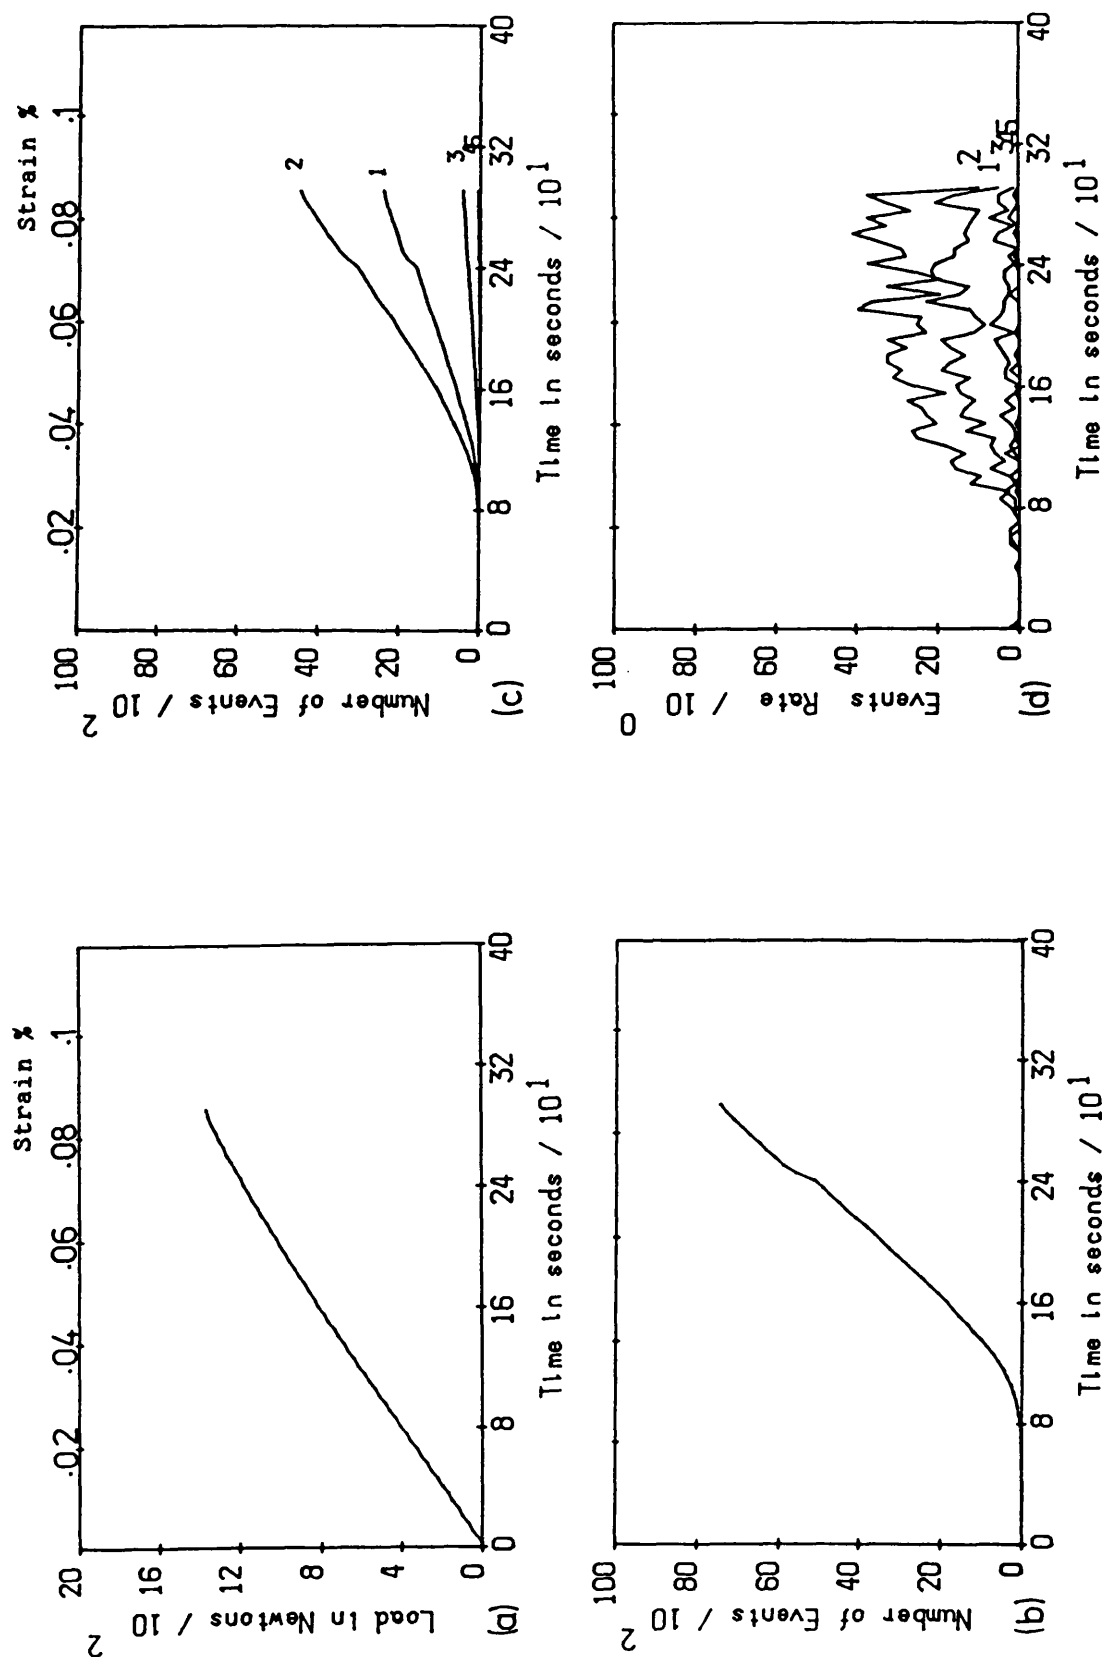 Strain %
.02 .04 .06 .08 .1
20
16
12
8
4
0
Load In Newtons / 10 2
0 8 16 24 32 40
Time In seconds / 10 1
(a)
100
80
60
40
20
0
Number of Events / 10 2
0 8 16 24 32 40
Time In seconds / 10 1
(b)
Strain %
.02 .04 .06 .08 .1
100
80
60
40
20
0
Number of Events / 10 2
2
1
3
45
0 8 16 24 32 40
Time In seconds / 10 1
(c)
100
80
60
40
20
0
Events Rate / 10 0
2
1
3
45
0 8 16 24 32 40
Time In seconds / 10 1
(d)